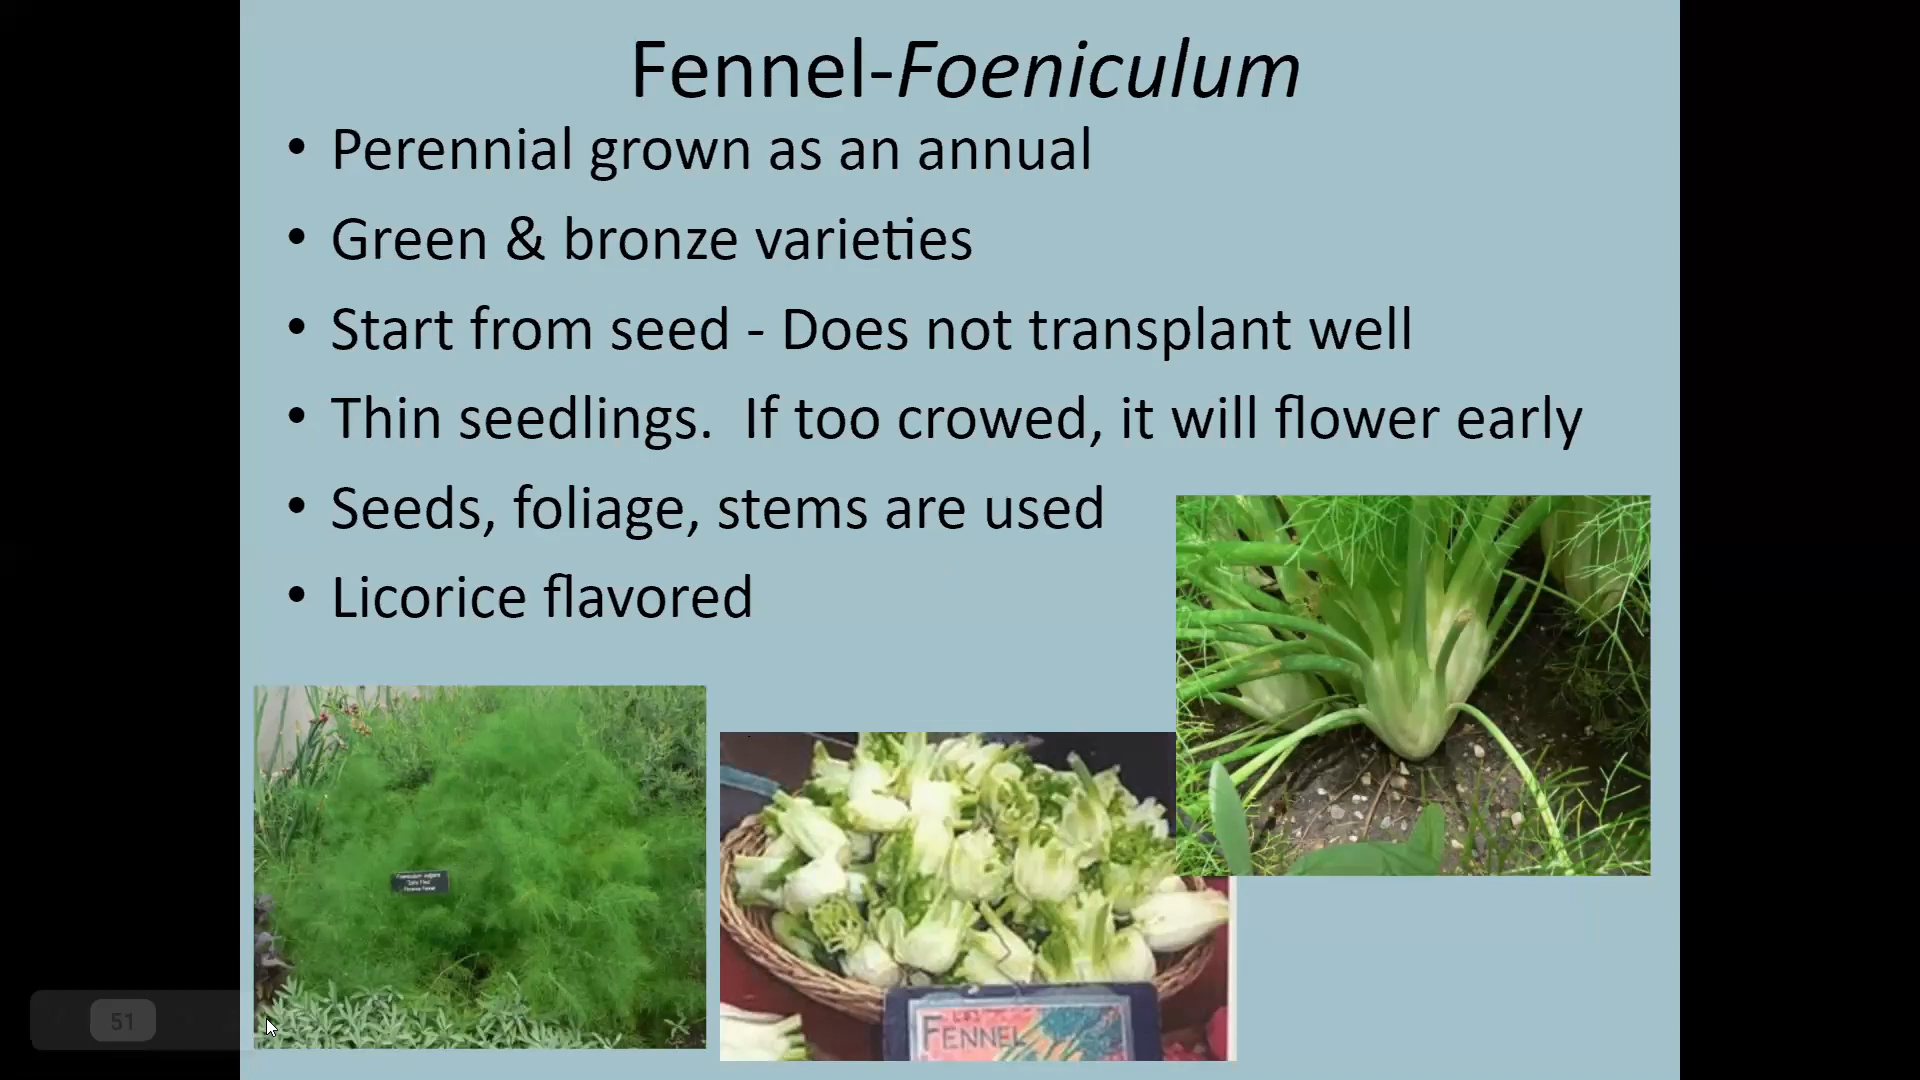 Fennel-Foeniculum
• Perennial grown as an annual
• Green & bronze varieties
• Start from seed - Does not transplant well
• Thin seedlings.  If too crowed, it will flower early
• Seeds, foliage, stems are used
• Licorice flavored
FENNEL
51